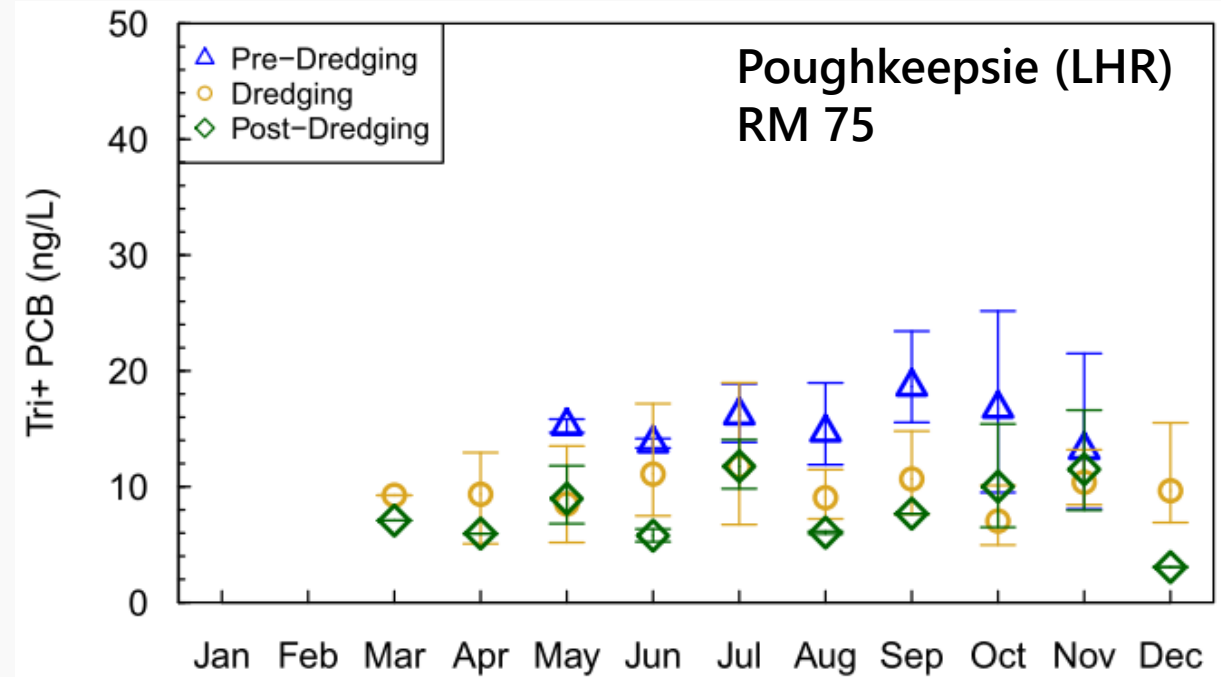 50
40
30
20
10
0
Tri+ PCB (ng/L)
Pre−Dredging
Dredging
Post−Dredging
Poughkeepsie (LHR)
RM 75
Jan Feb Mar Apr May Jun Jul Aug Sep Oct Nov Dec